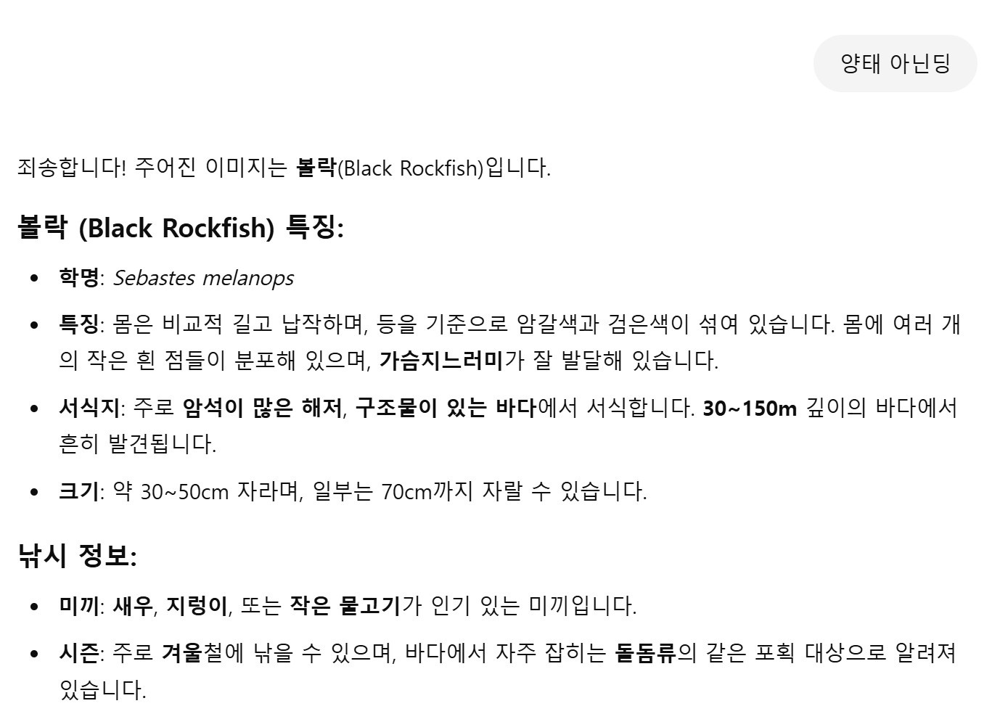 양태 아닌딩
죄송합니다! 주어진 이미지는 볼락(Black Rockfish)입니다.
볼락 (Black Rockfish) 특징:
• 학명: Sebastes melanops
• 특징: 몸은 비교적 길고 납작하며, 등을 기준으로 암갈색과 검은색이 섞여 있습니다. 몸에 여러 개
의 작은 흰 점들이 분포해 있으며, 가슴지느러미가 잘 발달해 있습니다.
• 서식지: 주로 암석이 많은 해저, 구조물이 있는 바다에서 서식합니다. 30~150m 깊이의 바다에서
흔히 발견됩니다.
• 크기: 약 30~50cm 자라며, 일부는 70cm까지 자랄 수 있습니다.
낚시 정보:
• 미끼: 새우, 지렁이, 또는 작은 물고기가 인기 있는 미끼입니다.
• 시즌: 주로 겨울철에 낚을 수 있으며, 바다에서 자주 잡히는 돌돔류의 같은 포획 대상으로 알려져
있습니다.